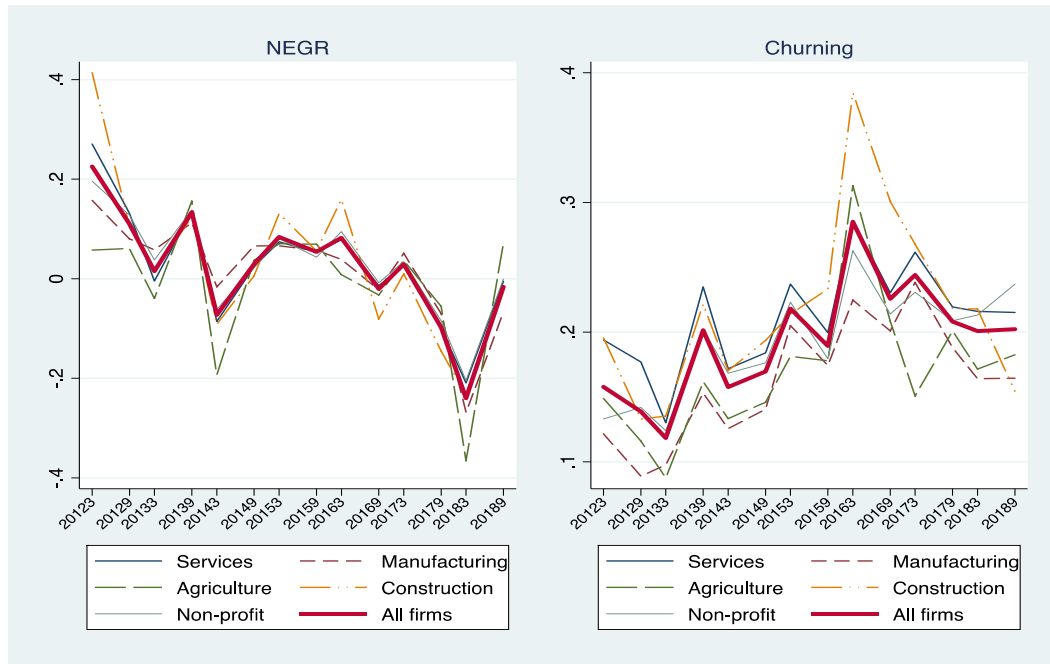 NEGR
.4
.2
0
-.2
-.4
20123
20129
20133
20139
20143
20149
20153
20159
20163
20169
20173
20179
20183
20189
Services
Manufacturing
Agriculture
Construction
Non-profit
All firms
Churning
.4
.3
.2
.1
20123
20129
20133
20139
20143
20149
20153
20159
20163
20169
20173
20179
20183
20189
Services
Manufacturing
Agriculture
Construction
Non-profit
All firms